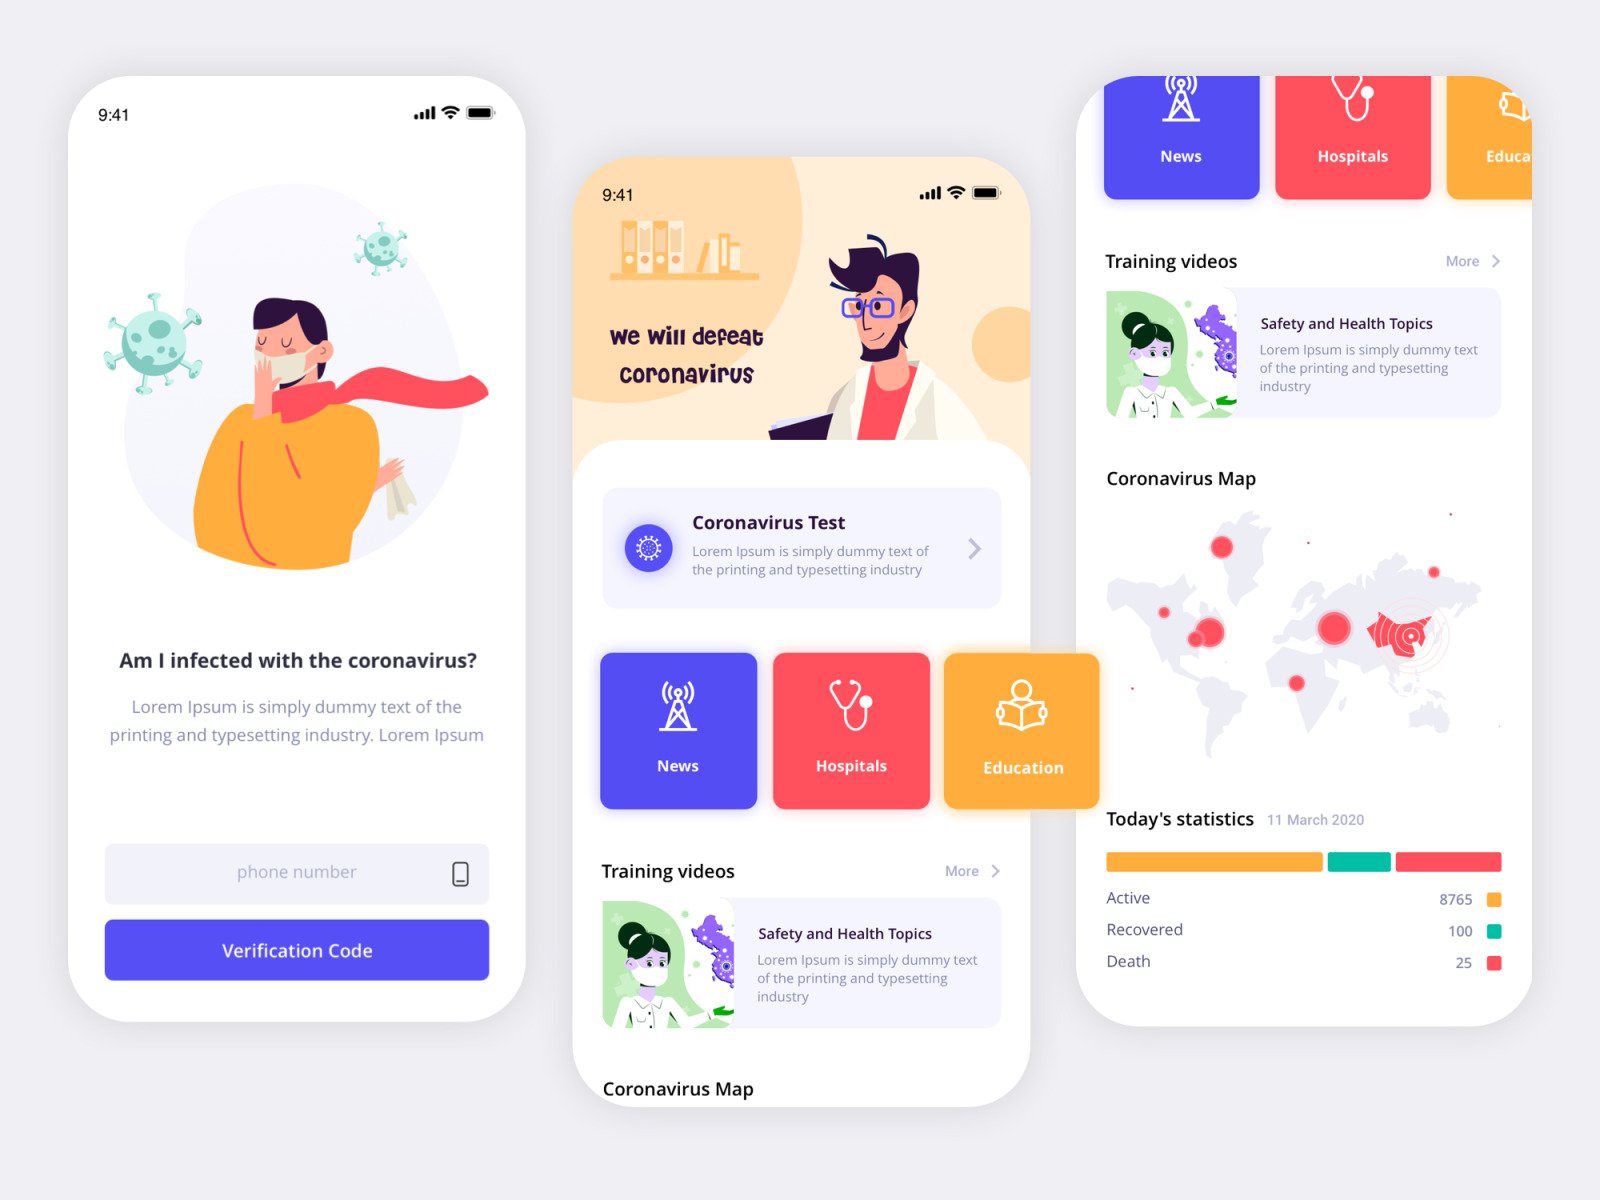 9:41
Am I infected with the coronavirus?
Lorem Ipsum is simply dummy text of the
printing and typesetting industry. Lorem Ipsum
phone number
Verification Code
9:41
We Will defeat
coronavirus
Coronavirus Test
Lorem Ipsum is simply dummy text of
the printing and typesetting industry
News
Hospitals
Education
Training videos
More
Safety and Health Topics
Lorem Ipsum is simply dummy text
of the printing and typesetting
industry
Coronavirus Map
News
Hospitals
Educa
Training videos
More
Safety and Health Topics
Lorem Ipsum is simply dummy text
of the printing and typesetting
industry
Coronavirus Map
Today's statistics 11 March 2020
Active 8765
Recovered 100
Death 25